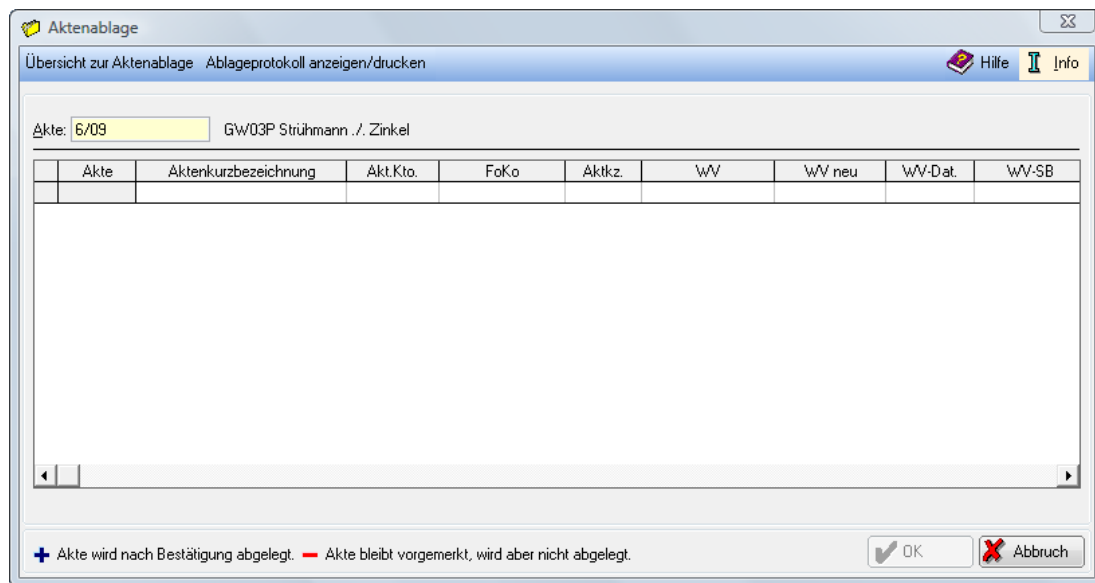 Aktenablage
Übersicht zur Aktenablage Ablageprotokoll anzeigen/drucken Hilfe Info
Akte: 6/09 GW03P Strühmann ./. Zinkel
Akte Aktenkurzbezeichnung Akt.Kto. FoKo Aktkz. WV WV neu WV-Dat. WV-SB
Akte wird nach Bestätigung abgelegt. Akte bleibt vorgemerkt, wird aber nicht abgelegt. OK Abbruch